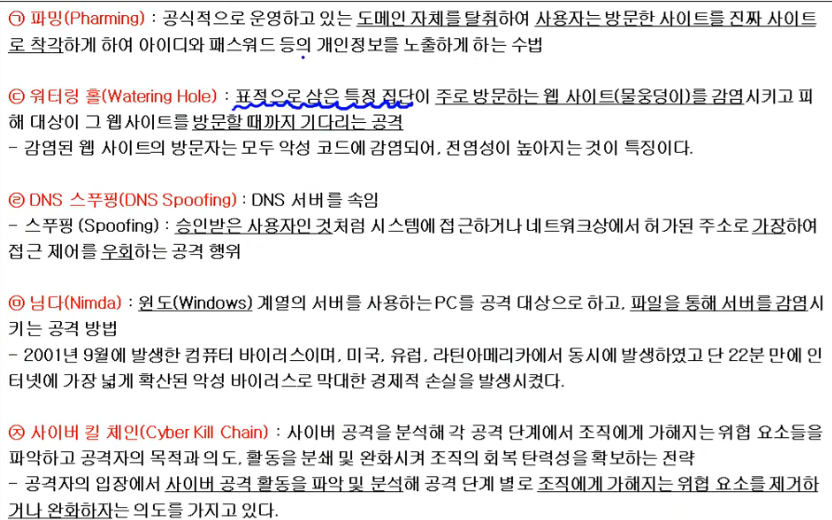 ㉠ 파밍(Pharming) : 공식적으로 운영하고 있는 도메인 자체를 탈취하여 사용자는 방문한 사이트를 진짜 사이트
로 착각하게 하여 아이디와 패스워드 등의 개인정보를 노출하게 하는 수법
㉢ 워터링 홀(Watering Hole) : 표적으로 삼은 특정 집단이 주로 방문하는 웹 사이트(물웅덩이)를 감염시키고 피
해 대상이 그 웹사이트를 방문할 때까지 기다리는 공격
- 감염된 웹 사이트의 방문자는 모두 악성 코드에 감염되어, 전염성이 높아지는 것이 특징이다.
㉣ DNS 스푸핑(DNS Spoofing) : DNS 서버를 속임
- 스푸핑 (Spoofing) : 승인받은 사용자인 것처럼 시스템에 접근하거나 네트워크상에서 허가된 주소로 가장하여
접근 제어를 우회하는 공격 행위
㉤ 님다(Nimda) : 윈도(Windows) 계열의 서버를 사용하는 PC를 공격 대상으로 하고, 파일을 통해 서버를 감염시
키는 공격 방법
- 2001년 9월에 발생한 컴퓨터 바이러스이며, 미국, 유럽, 라틴아메리카에서 동시에 발생하였고 단 22분 만에 인
터넷에 가장 넓게 확산된 악성 바이러스로 막대한 경제적 손실을 발생시켰다.
㉨ 사이버 킬 체인(Cyber Kill Chain) : 사이버 공격을 분석해 각 공격 단계에서 조직에게 가해지는 위협 요소들을
파악하고 공격자의 목적과 의도, 활동을 분쇄 및 완화시켜 조직의 회복 탄력성을 확보하는 전략
- 공격자의 입장에서 사이버 공격 활동을 파악 및 분석해 공격 단계 별로 조직에게 가해지는 위협 요소를 제거하
거나 완화하자는 의도를 가지고 있다.